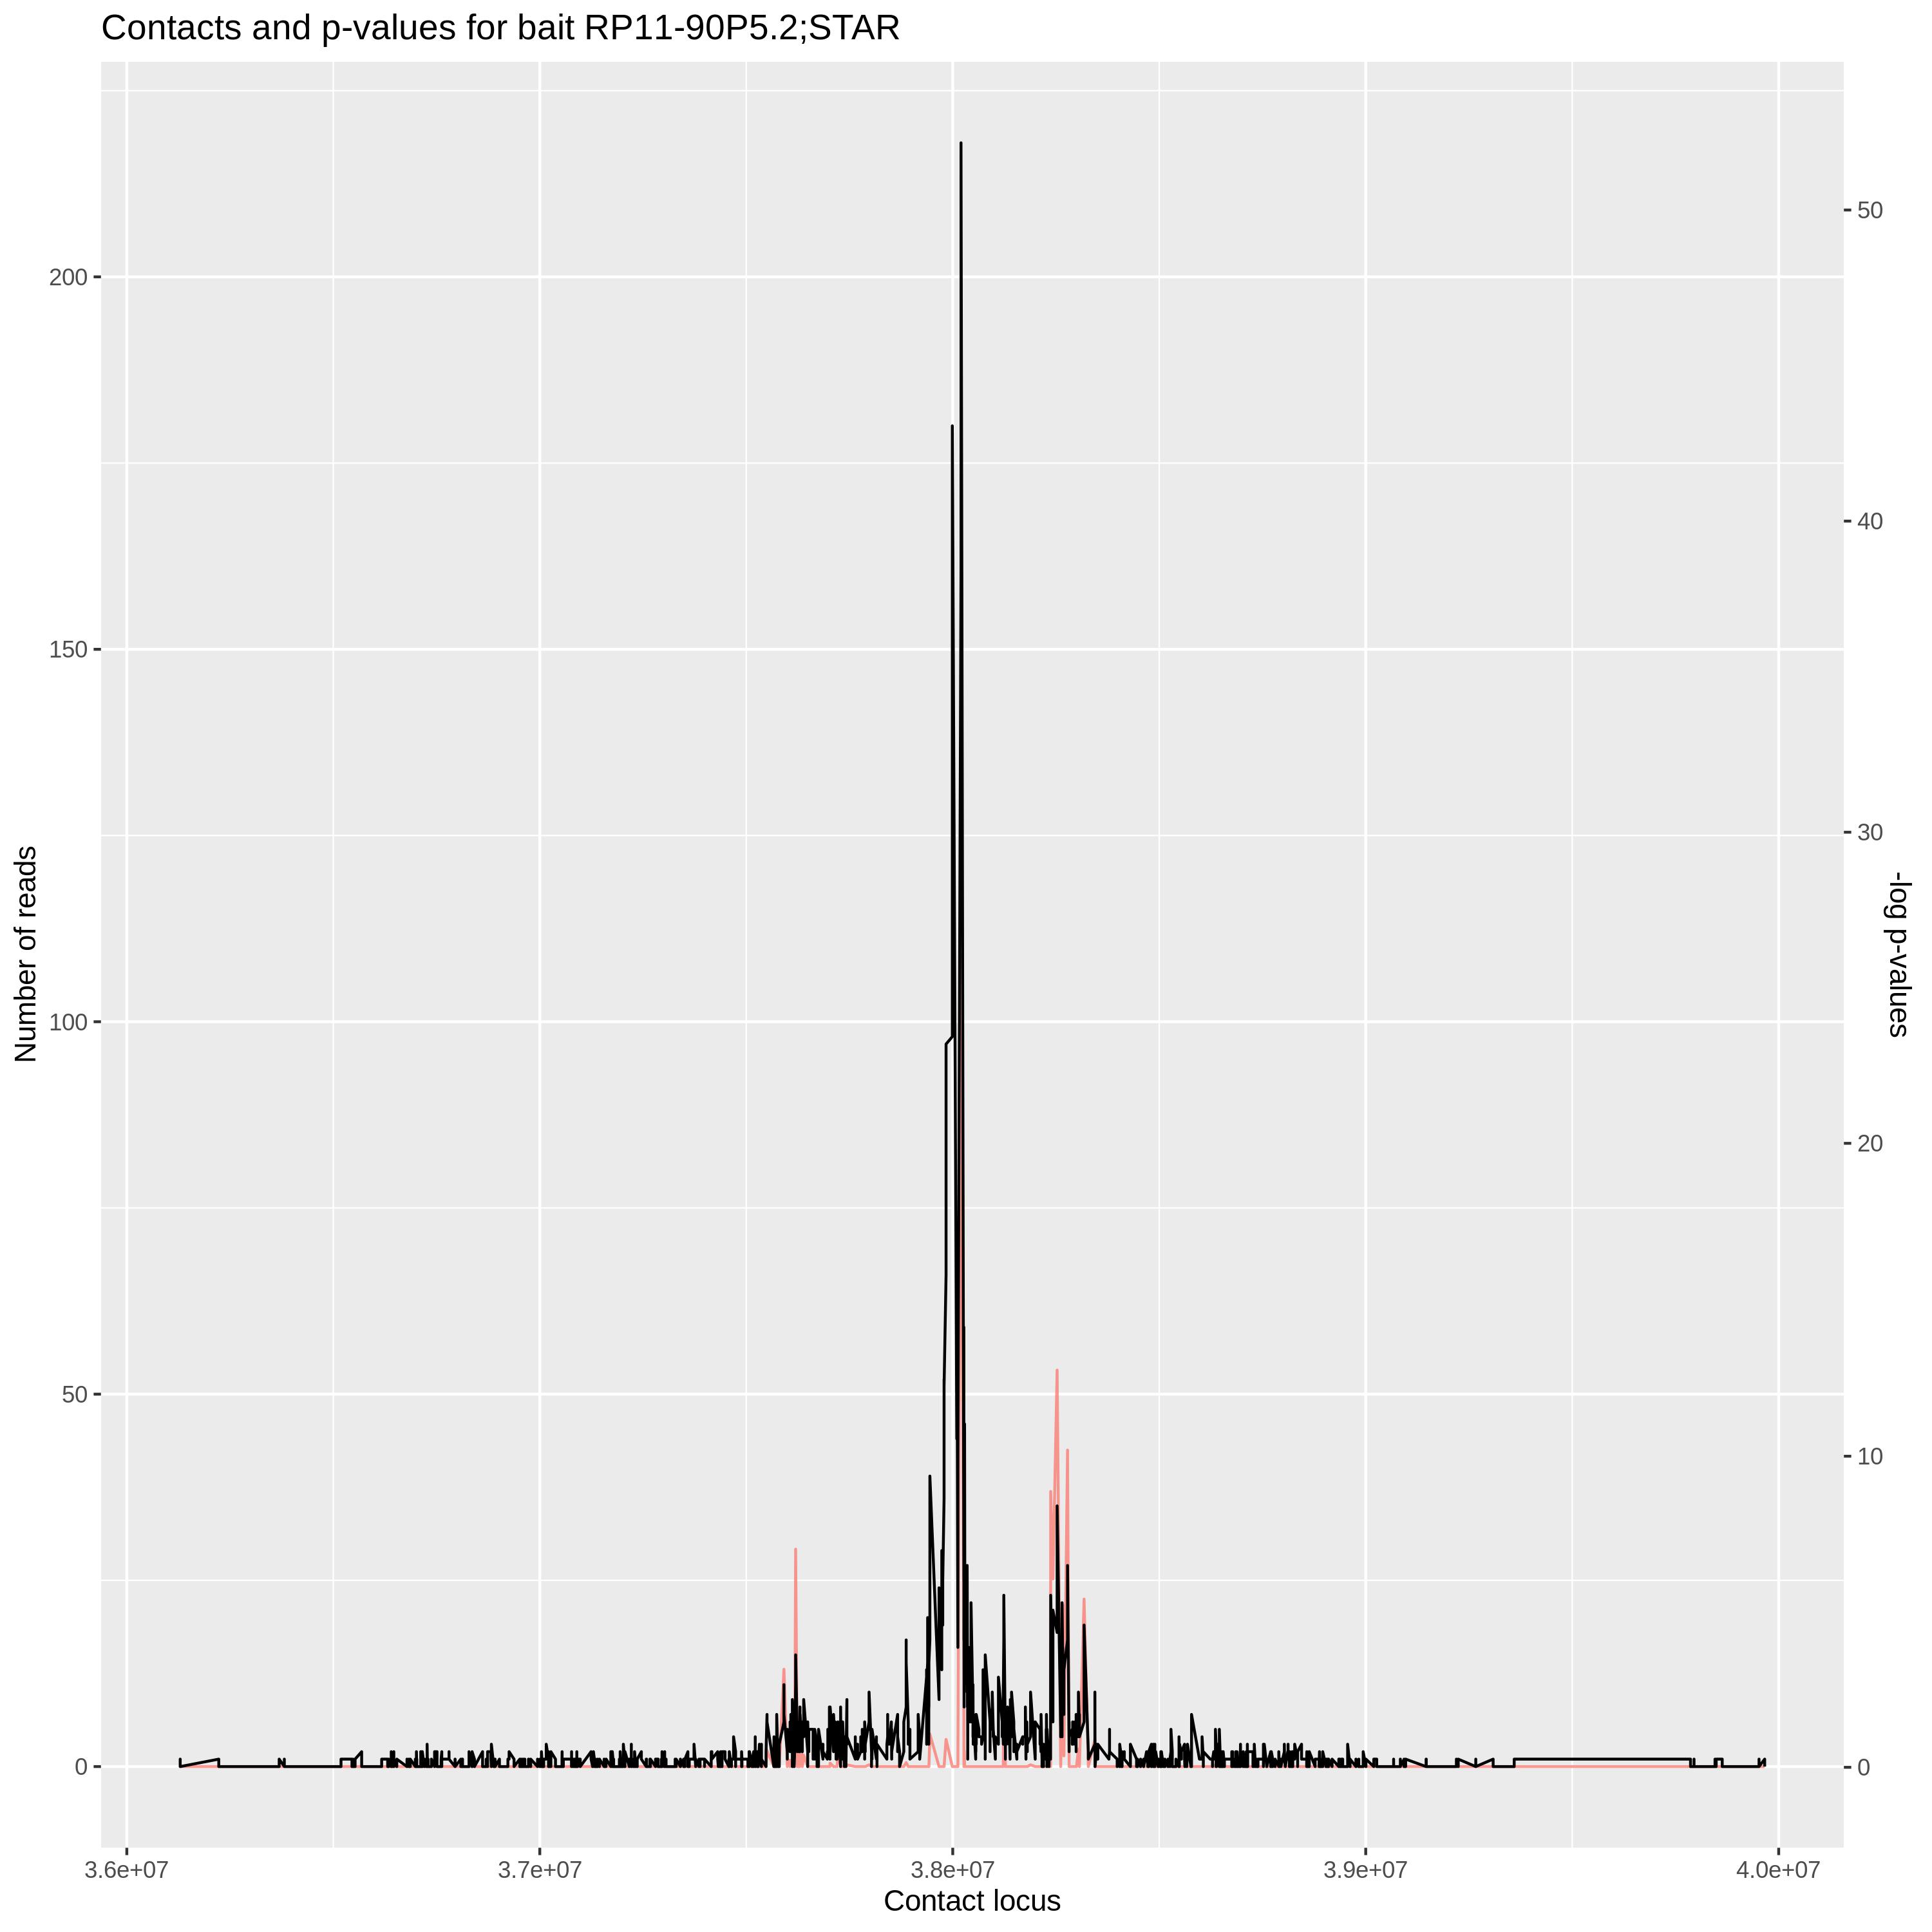 Contacts and p-values for bait RP11-90P5.2;STAR
200
150
100
50
0
Number of reads
50
40
30
20
10
0
-log p-values
3.6e+07
3.7e+07
3.8e+07
3.9e+07
4.0e+07
Contact locus